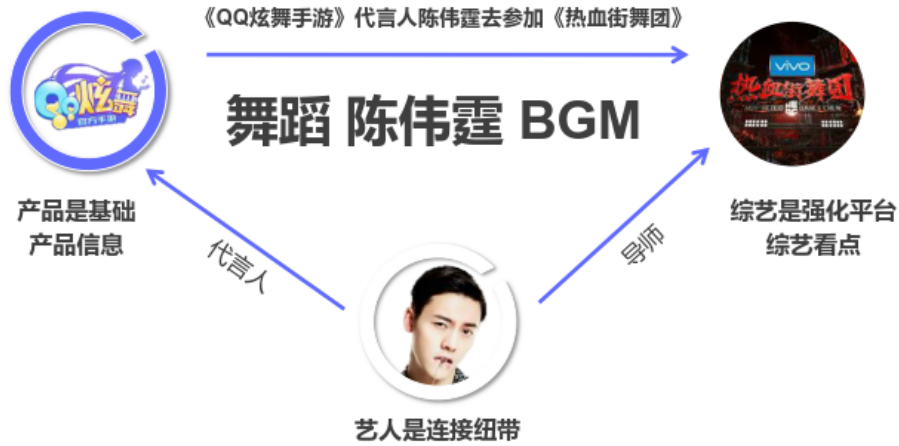 《QQ炫舞手游》代言人陈伟霆去参加《热血街舞团》
QQ炫舞
官方手游
舞蹈 陈伟霆 BGM
vivo
热血街舞团
产品是基础
产品信息
综艺是强化平台
综艺看点
代言人
导师
艺人是连接纽带